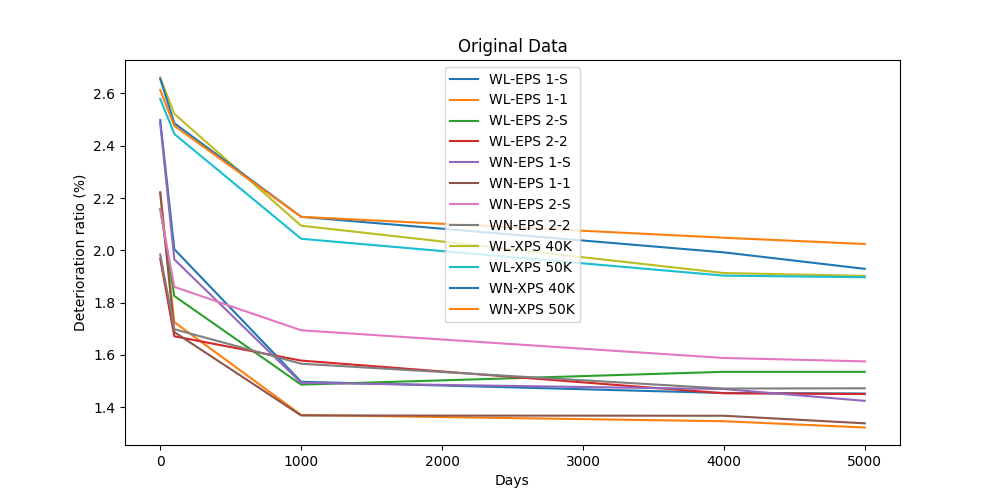 Original Data
Deterioration ratio (%)
2.6
2.4
2.2
2.0
1.8
1.6
1.4
WL-EPS 1-S
WL-EPS 1-1
WL-EPS 2-S
WL-EPS 2-2
WN-EPS 1-S
WN-EPS 1-1
WN-EPS 2-S
WN-EPS 2-2
WL-XPS 40K
WL-XPS 50K
WN-XPS 40K
WN-XPS 50K
0 1000 2000 3000 4000 5000
Days